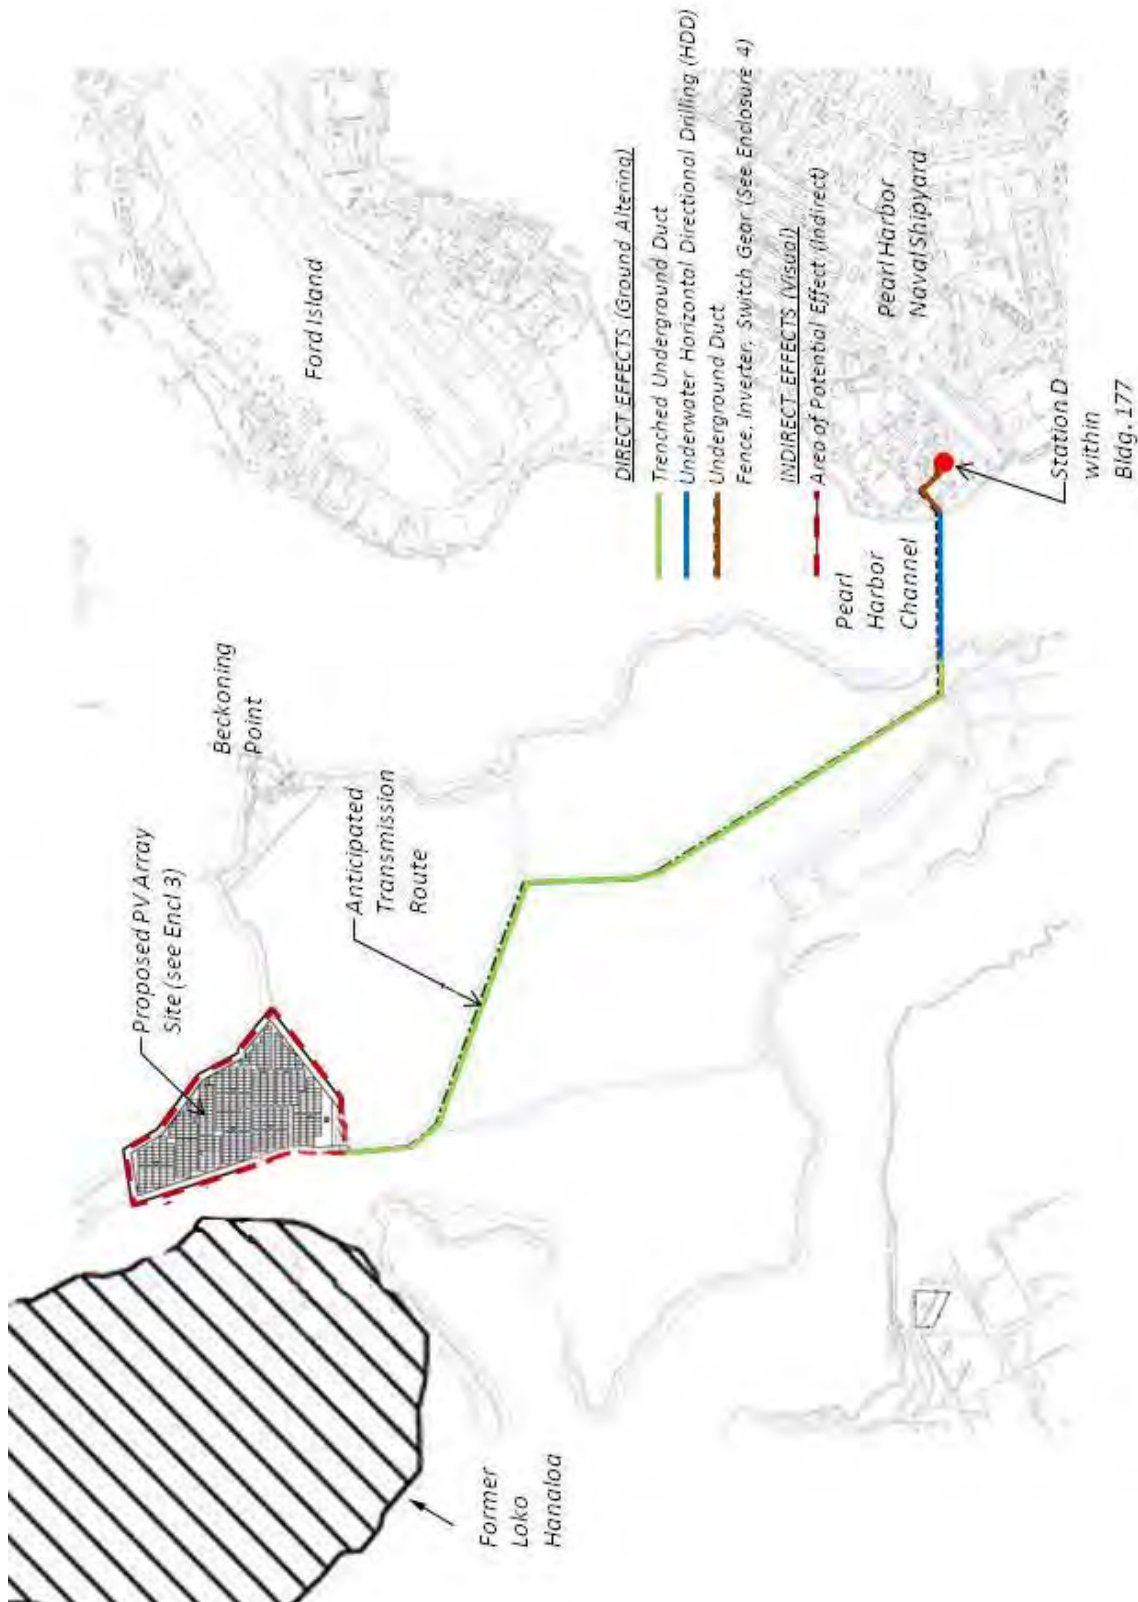 Proposed PV Array
Site (see Encl 3)
Beckoning
Point
Ford Island
Anticipated
Transmission
Route
Former
Loko
Hanaloa
DIRECT EFFECTS (Ground Altering)
Trenched Underground Duct
Underwater Horizontal Directional Drilling (HDD)
Underground Duct
Fence, Inverter, Switch Gear (See Enclosure 4)
INDIRECT EFFECTS (Visual)
Area of Potential Effect (Indirect)
Pearl
Harbor
Channel
Pearl Harbor
Naval Shipyard
Station D
within
Bldg. 177